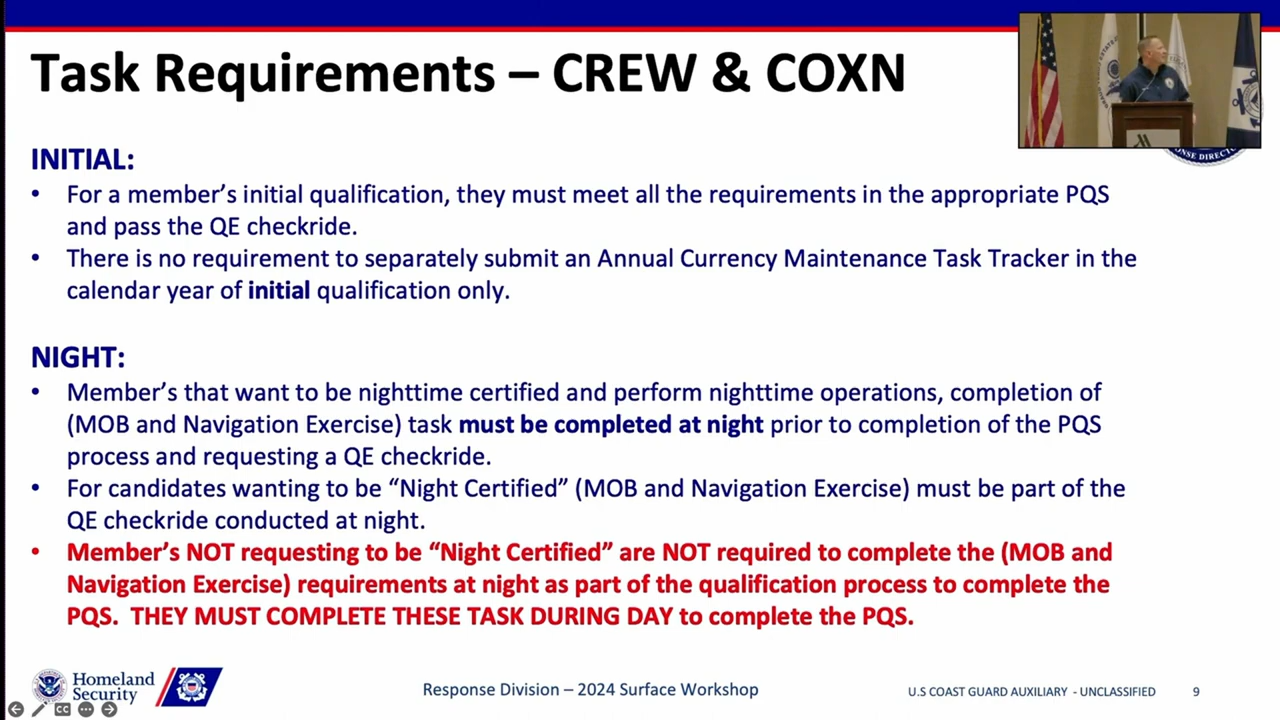 Task Requirements – CREW & COXN
INITIAL:
• For a member's initial qualification, they must meet all the requirements in the appropriate PQS
and pass the QE checkride.
• There is no requirement to separately submit an Annual Currency Maintenance Task Tracker in the
calendar year of initial qualification only.
NIGHT:
• Member's that want to be nighttime certified and perform nighttime operations, completion of
(MOB and Navigation Exercise) task must be completed at night prior to completion of the PQS
process and requesting a QE checkride.
• For candidates wanting to be “Night Certified” (MOB and Navigation Exercise) must be part of the
QE checkride conducted at night.
• Member's NOT requesting to be “Night Certified” are NOT required to complete the (MOB and
Navigation Exercise) requirements at night as part of the qualification process to complete the
PQS. THEY MUST COMPLETE THESE TASK DURING DAY to complete the PQS.
Homeland
Security
Response Division – 2024 Surface Workshop
U.S COAST GUARD AUXILIARY - UNCLASSIFIED
9
CC